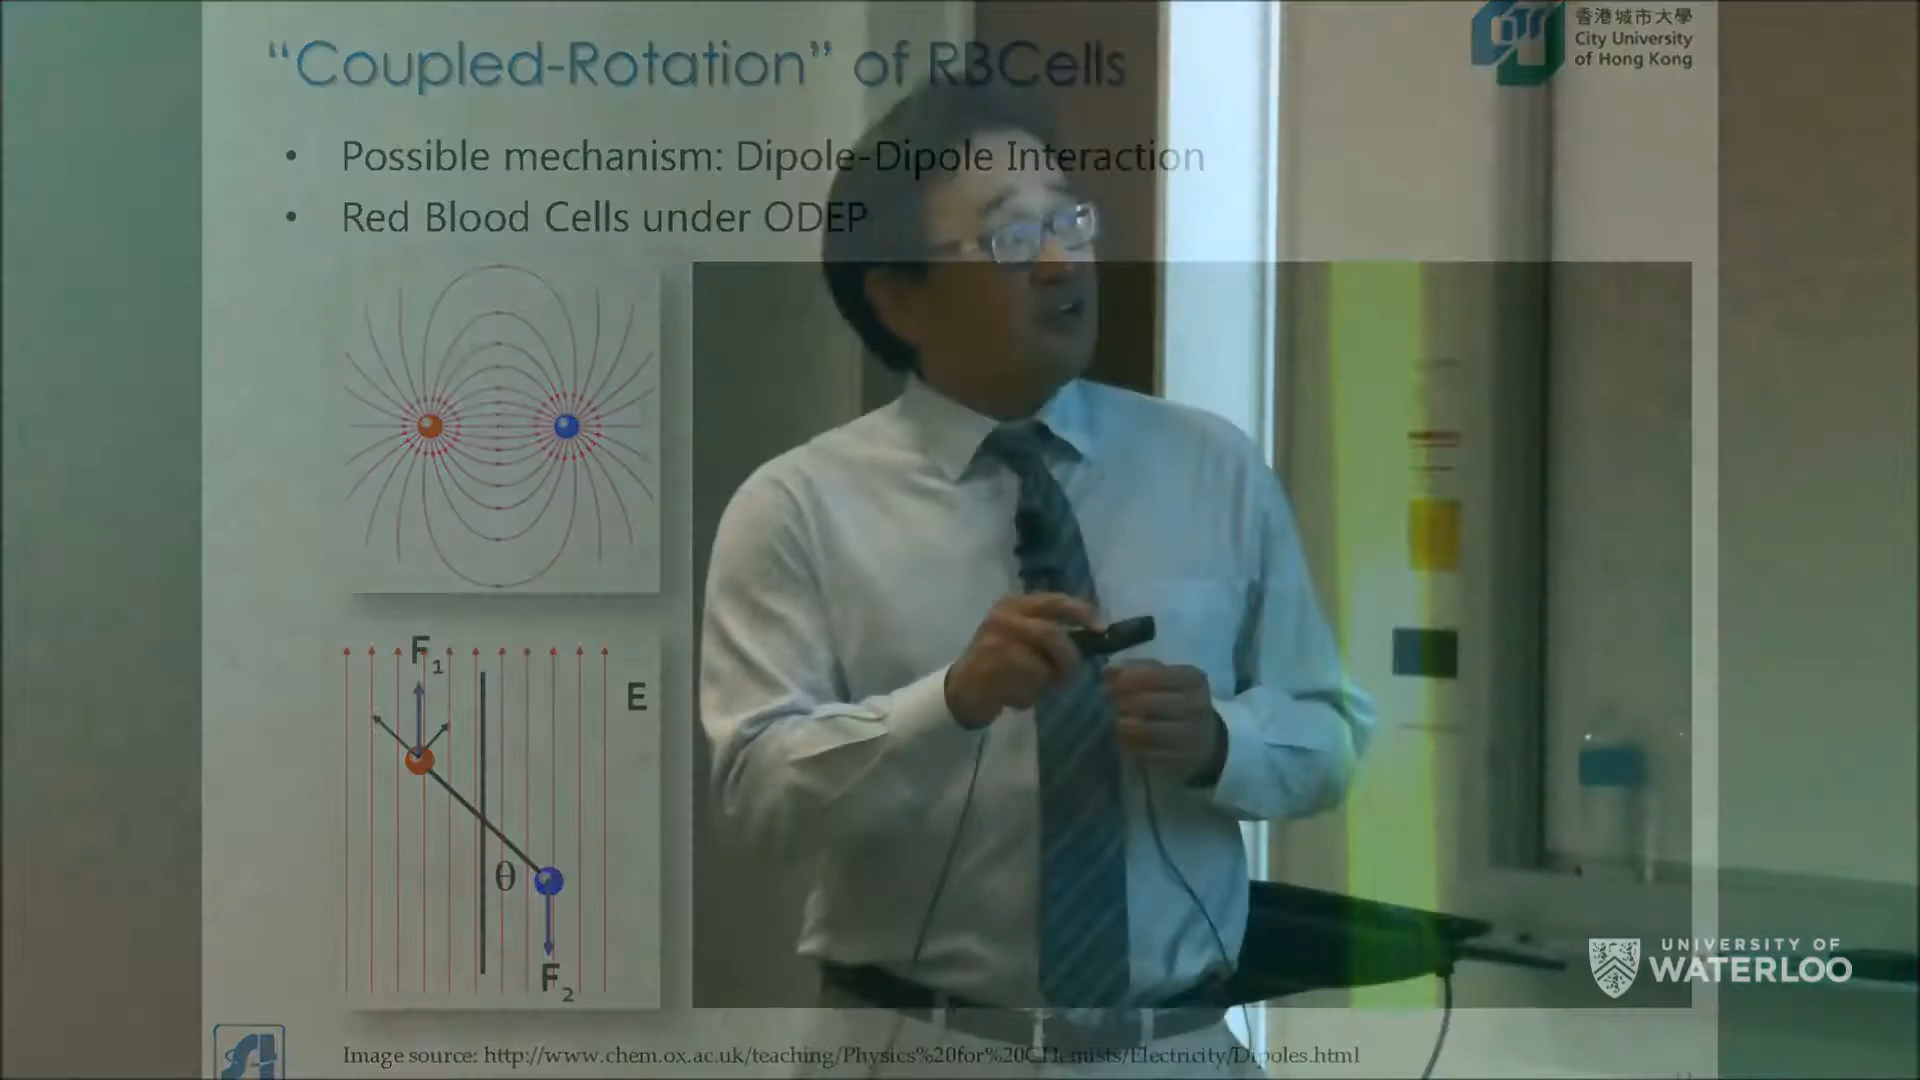 “Coupled-Rotation” of RBCells
香港城市大學
City University
of Hong Kong
• Possible mechanism: Dipole-Dipole Interaction
• Red Blood Cells under ODEP
F1
E
θ
F2
UNIVERSITY OF
WATERLOO
Image source: http://www.chem.ox.ac.uk/teaching/Physics%20for%20CHemists/Electricity/Dipoles.html